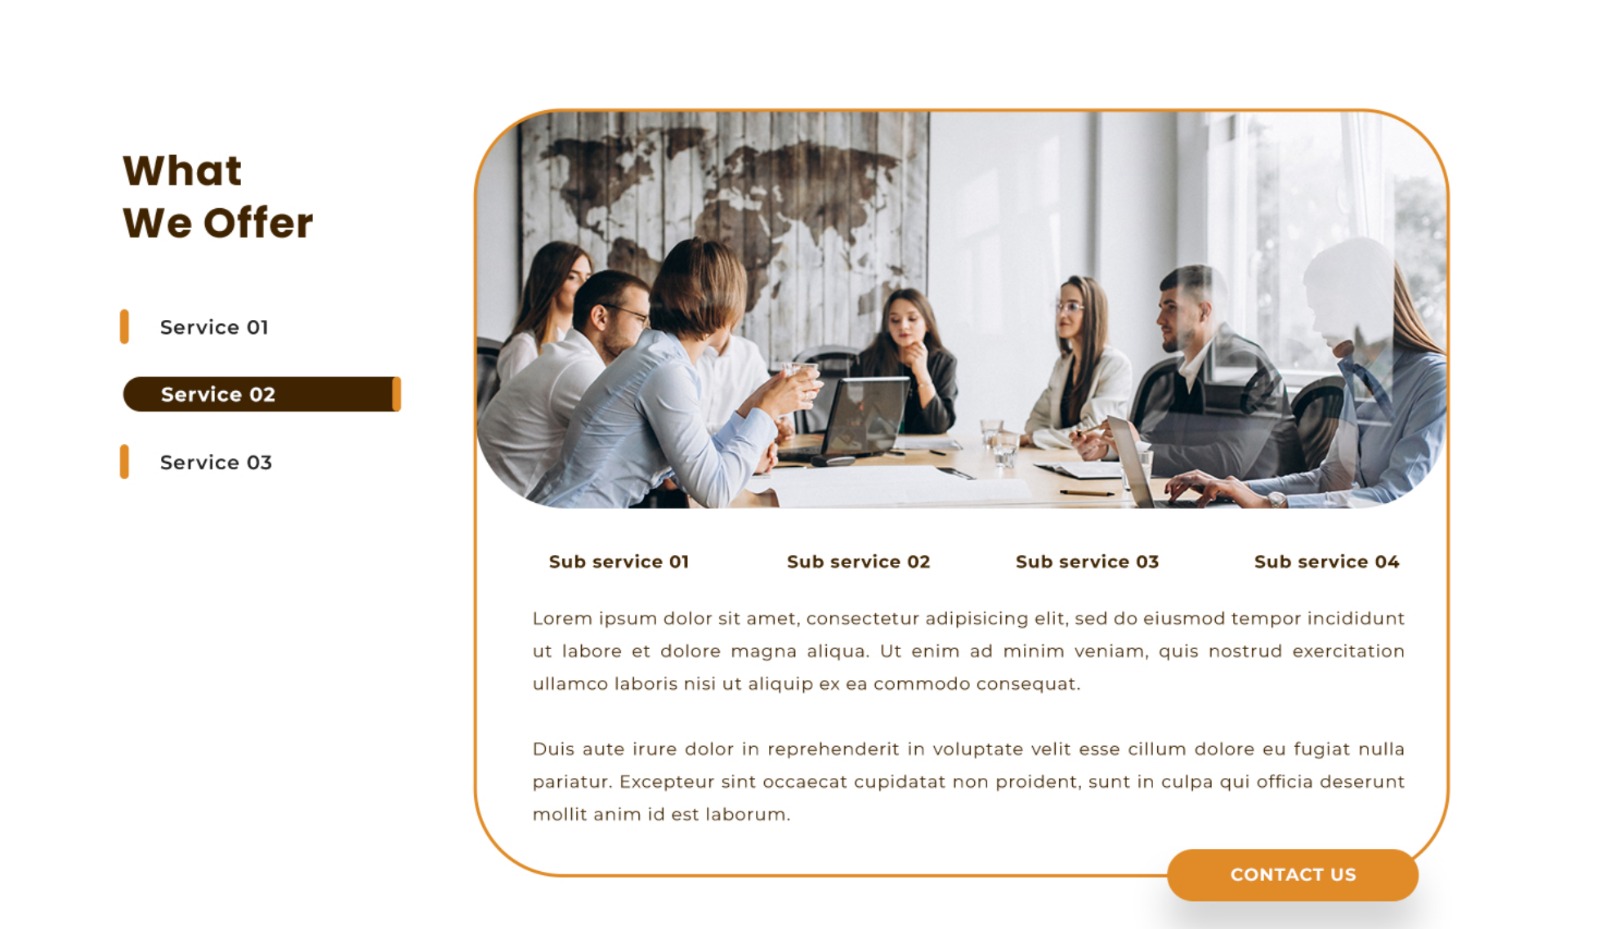 What
We Offer
Service 01
Service 02
Service 03
Sub service 01
Sub service 02
Sub service 03
Sub service 04
Lorem ipsum dolor sit amet, consectetur adipisicing elit, sed do eiusmod tempor incididunt
ut labore et dolore magna aliqua. Ut enim ad minim veniam, quis nostrud exercitation
ullamco laboris nisi ut aliquip ex ea commodo consequat.
Duis aute irure dolor in reprehenderit in voluptate velit esse cillum dolore eu fugiat nulla
pariatur. Excepteur sint occaecat cupidatat non proident, sunt in culpa qui officia deserunt
mollit anim id est laborum.
CONTACT US